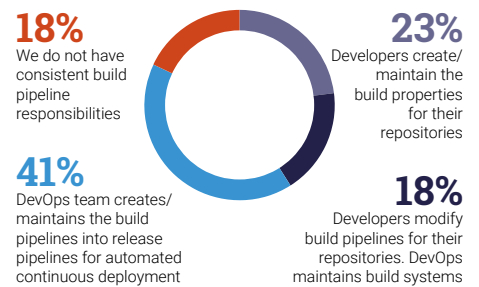 18%
We do not have
consistent build
pipeline
responsibilities
23%
Developers create/
maintain the
build properties
for their
repositories
41%
DevOps team creates/
maintains the build
pipelines into release
pipelines for automated
continuous deployment
18%
Developers modify
build pipelines for their
repositories. DevOps
maintains build systems